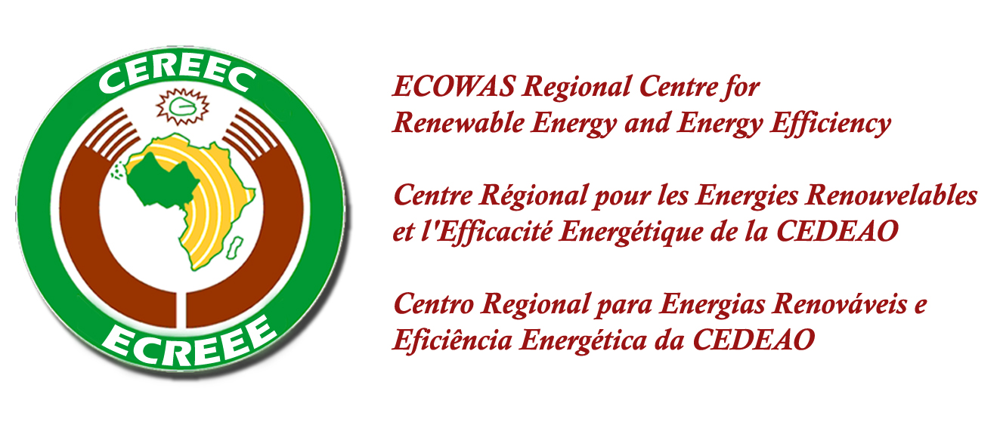 CEREEC
ECREEE
ECOWAS Regional Centre for
Renewable Energy and Energy Efficiency
Centre Régional pour les Energies Renouvelables
et l'Efficacité Energétique de la CEDEAO
Centro Regional para Energias Renováveis e
Eficiência Energética da CEDEAO